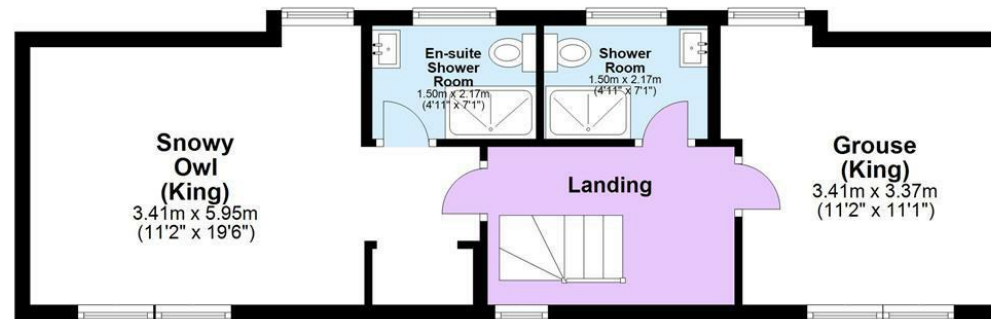 Snowy
Owl
(King)
3.41m x 5.95m
(11'2" x 19'6")
En-suite
Shower
Room
1.50m x 2.17m
(4'11" x 7'1")
Shower
Room
1.50m x 2.17m
(4'11" x 7'1")
Landing
Grouse
(King)
3.41m x 3.37m
(11'2" x 11'1")